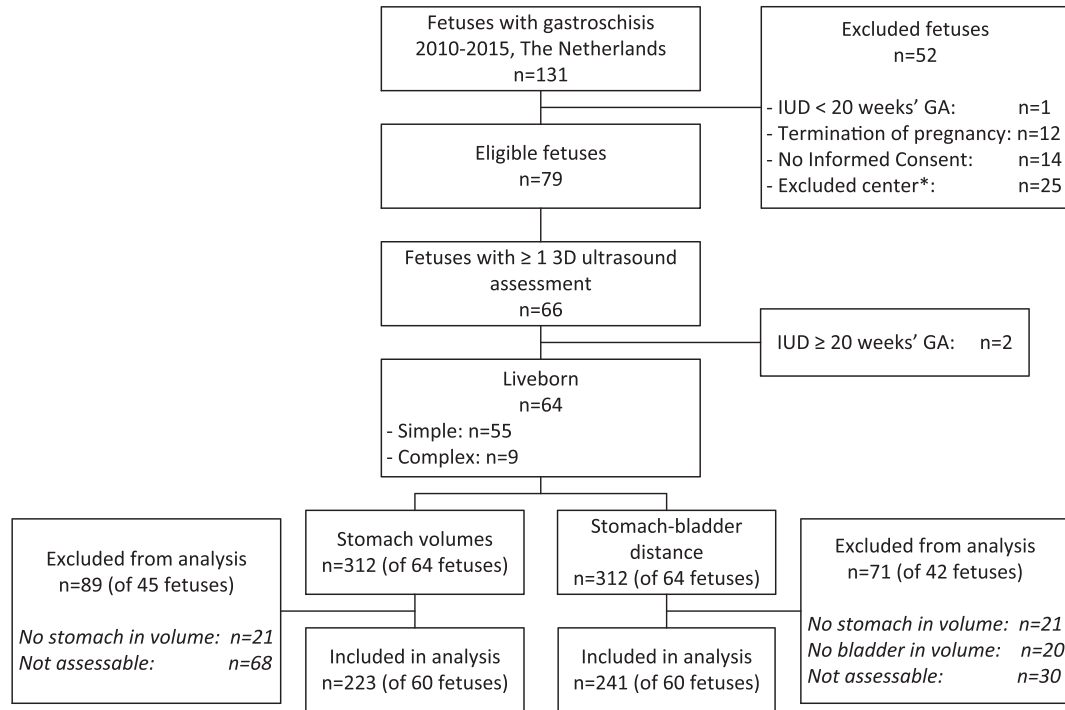 Fetuses with gastroschisis
2010-2015, The Netherlands
n=131
Excluded fetuses
n=52
- IUD < 20 weeks’ GA: n=1
- Termination of pregnancy: n=12
- No Informed Consent: n=14
- Excluded center*: n=25
Eligible fetuses
n=79
Fetuses with ≥ 1 3D ultrasound
assessment
n=66
IUD ≥ 20 weeks’ GA: n=2
Liveborn
n=64
- Simple: n=55
- Complex: n=9
Stomach volumes
n=312 (of 64 fetuses)
Stomach-bladder
distance
n=312 (of 64 fetuses)
Excluded from analysis
n=89 (of 45 fetuses)
No stomach in volume: n=21
Not assessable: n=68
Excluded from analysis
n=71 (of 42 fetuses)
No stomach in volume: n=21
No bladder in volume: n=20
Not assessable: n=30
Included in analysis
n=223 (of 60 fetuses)
Included in analysis
n=241 (of 60 fetuses)